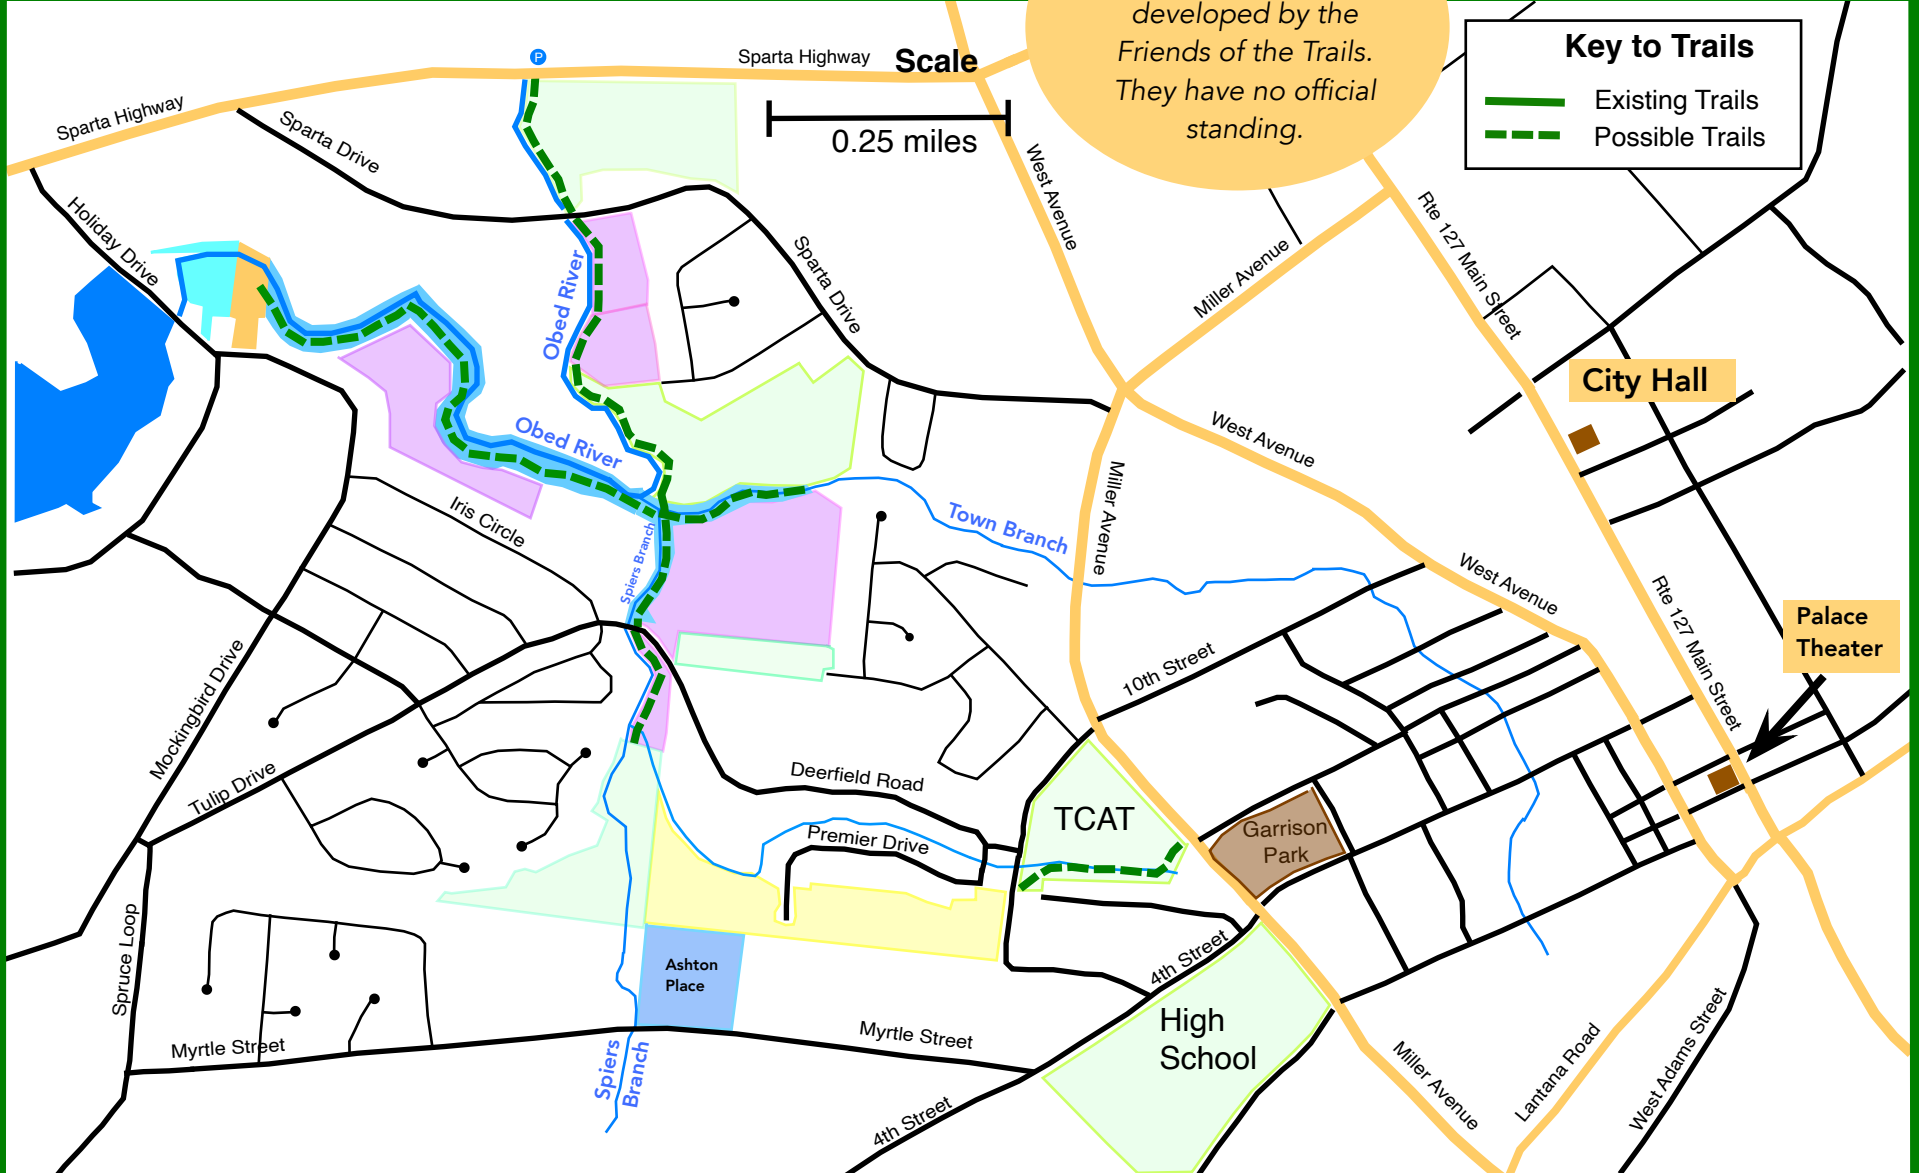 developed by the
Friends of the Trails.
They have no official
standing.
Key to Trails
Existing Trails
Possible Trails
P
Sparta Highway
Scale
0.25 miles
Sparta Highway
Sparta Drive
Holiday Drive
West Avenue
Rte 127 Main Street
Miller Avenue
Sparta Drive
Obed River
City Hall
Obed River
West Avenue
Miller Avenue
Iris Circle
Town Branch
Spiers Branch
West Avenue
Rte 127 Main Street
Palace
Theater
10th Street
Mockingbird Drive
Tulip Drive
Deerfield Road
Premier Drive
TCAT
Garrison
Park
Spruce Loop
Ashton
Place
4th Street
High
School
Myrtle Street
Myrtle Street
Spiers
Branch
Miller Avenue
Lantana Road
West Adams Street
4th Street